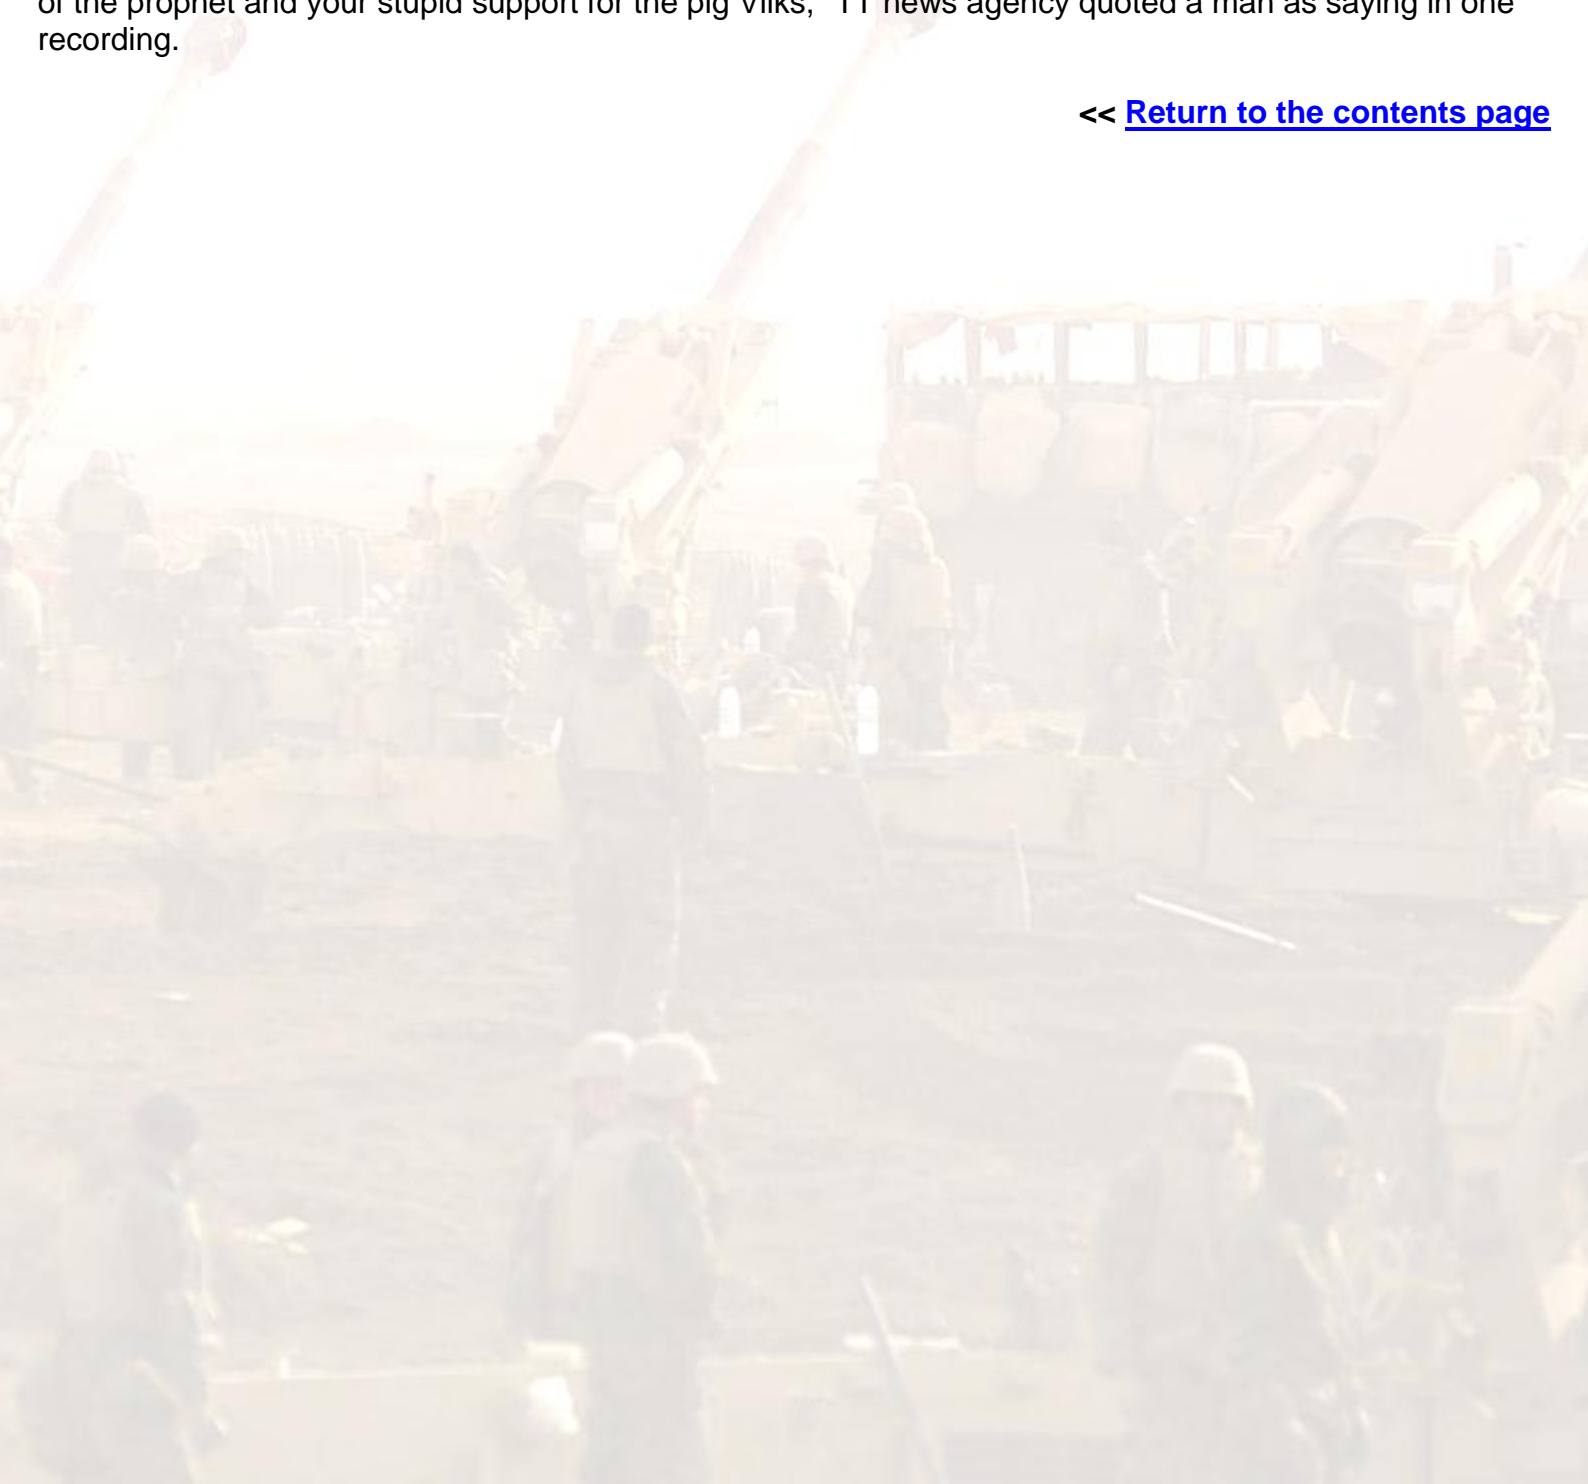 of the prophet and your stupid support for the pig Vilks," TT news agency quoted a man as saying in one
recording.
<< Return to the contents page